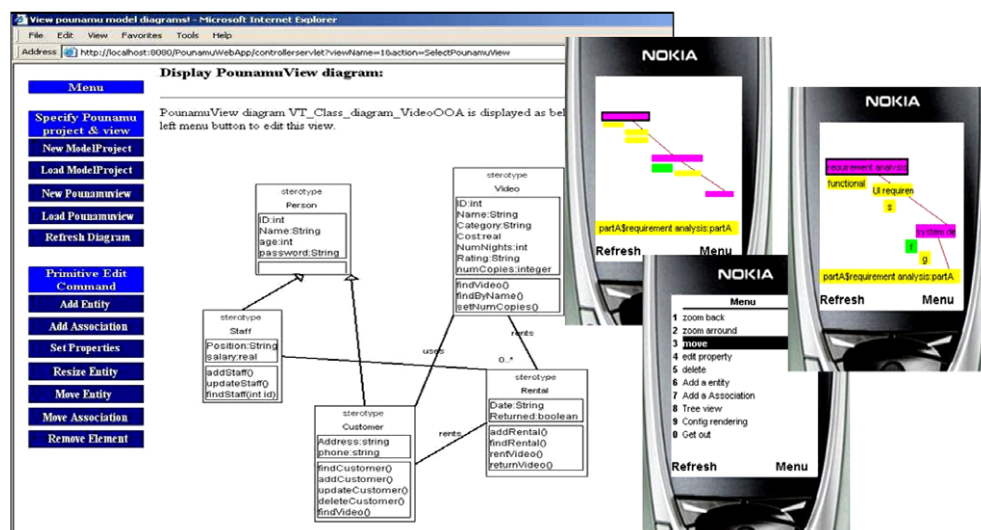 View pounamu model diagrams! - Microsoft Internet Explorer
File Edit View Favorites Tools Help
Address http://localhost:8080/PounamuWebApp/controllerservlet?viewName=1&action=SelectPounamuView
Menu
Specify Pounamu
project & view
New ModelProject
Load ModelProject
New Pounamuview
Load Pounamuview
Refresh Diagram
Primitive Edit
Command
Add Entity
Add Association
Set Properties
Resize Entity
Move Entity
Move Association
Remove Element
Display PounamuView diagram:
PounamuView diagram VT_Class_diagram_VideoOOA is displayed as bel
left menu button to edit this view.
sterotype
Person
ID:int
Name:String
age:int
password:String
sterotype
Video
ID:int
Name:String
Category:String
Cost:real
NumNights:int
Rating:String
numCopies:integer
findVideo()
findByName()
setNumCopies()
sterotype
Staff
Position:String
salary:real
addStaff()
updateStaff()
findStaff(int id)
uses
rents
0..*
sterotype
Rental
Date:String
Returned:boolean
addRental()
findRental()
rentVideo()
returnVideo()
sterotype
Customer
Address:string
phone:string
findCustomer()
addCustomer()
updateCustomer()
deleteCustomer()
findVideo()
rents
NOKIA
partA$requirement analysis:partA
Refresh Menu
NOKIA
requirement analysis
functional
UI requiren
s
system de
f
g
partA$requirement analysis:partA
Refresh Menu
NOKIA
Menu
1 zoom back
2 zoom arround
3 move
4 edit property
5 delete
6 Add a entity
7 Add a Association
8 Tree view
9 Config rendering
0 Get out
Refresh Menu